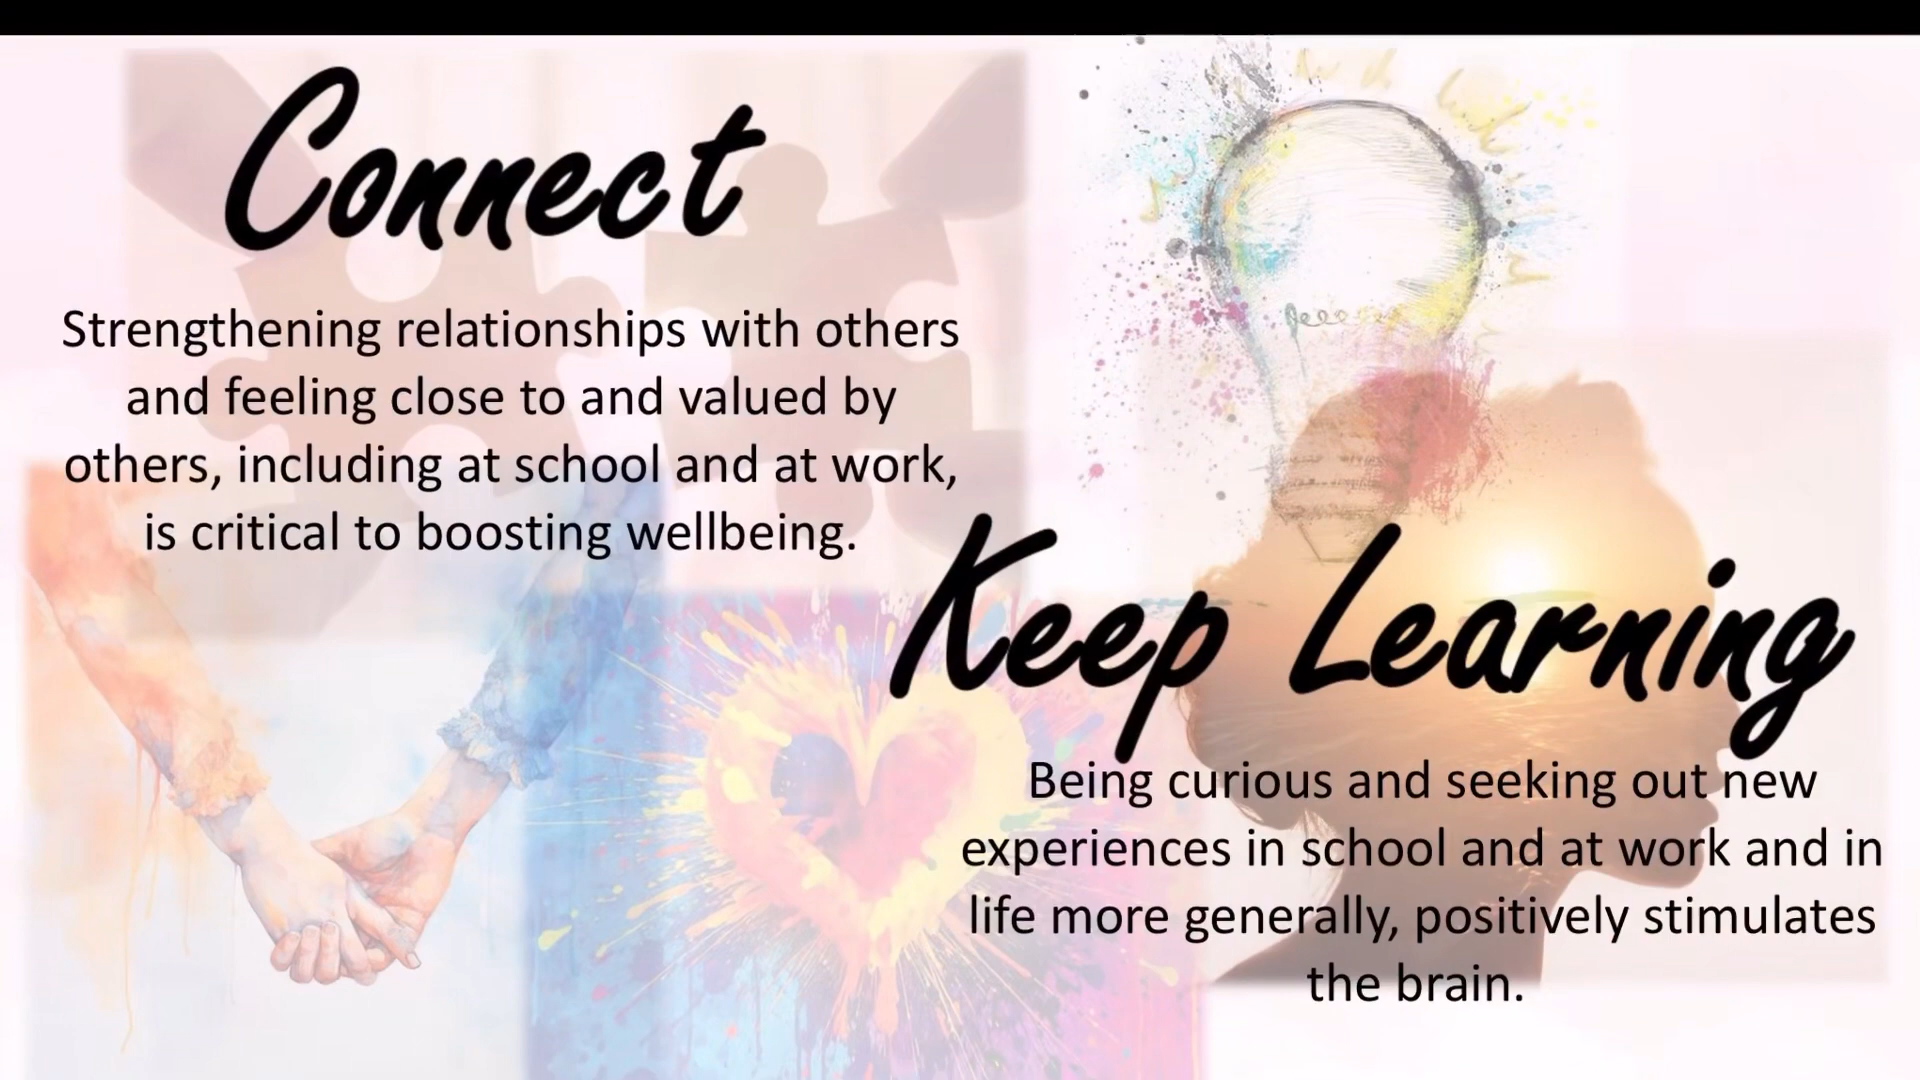 Connect
Strengthening relationships with others
and feeling close to and valued by
others, including at school and at work,
is critical to boosting wellbeing.
Keep Learning
Being curious and seeking out new
experiences in school and at work and in
life more generally, positively stimulates
the brain.